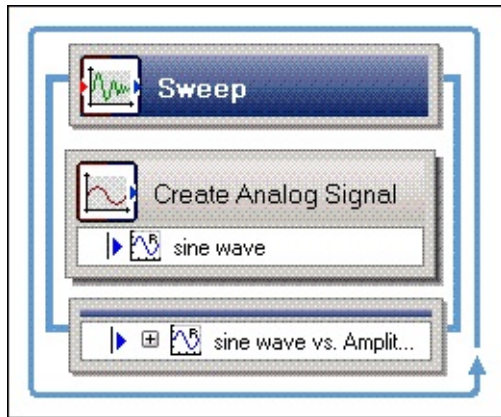 Sweep
Create Analog Signal
sine wave
sine wave vs. Amplit...